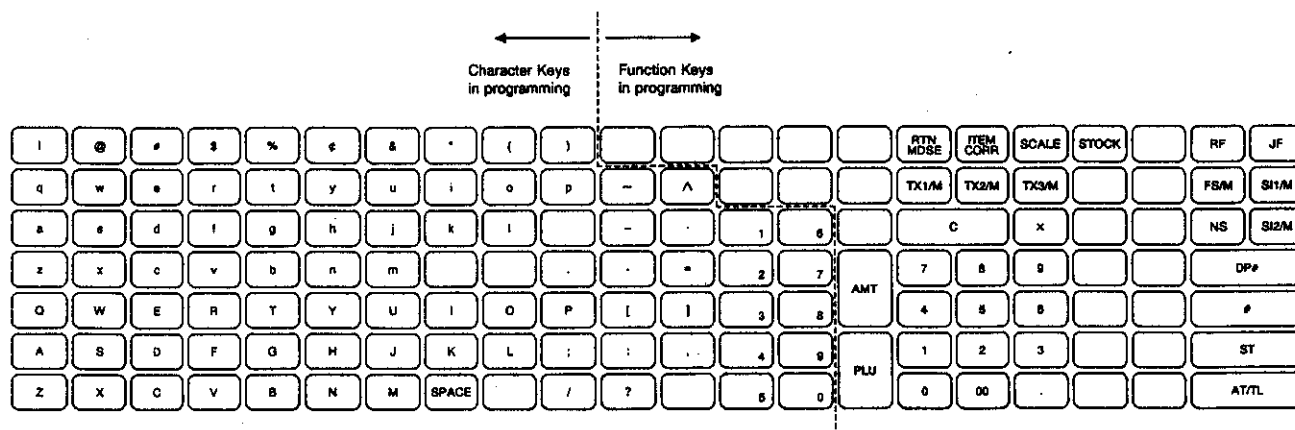 Character Keys Function Keys
in programming in programming
@ $ % ¢ & * ( ) RTN MDSE ITEM CORR SCALE STOCK RF JF
q w e r t y u i o p ~ ^ TX1/M TX2/M TX3/M FS/M SI1/M
a s d f g h j k l - 1 6 C × NS SI2/M
z x c v b n m . 2 7 AMT 7 8 9 DP#
Q W E R T Y U I O P [ ] 3 8 4 5 6 #
A S D F G H J K L ; : , 4 9 PLU 1 2 3 ST
Z X C V B N M SPACE / ? 5 0 0 00 . AT/TL